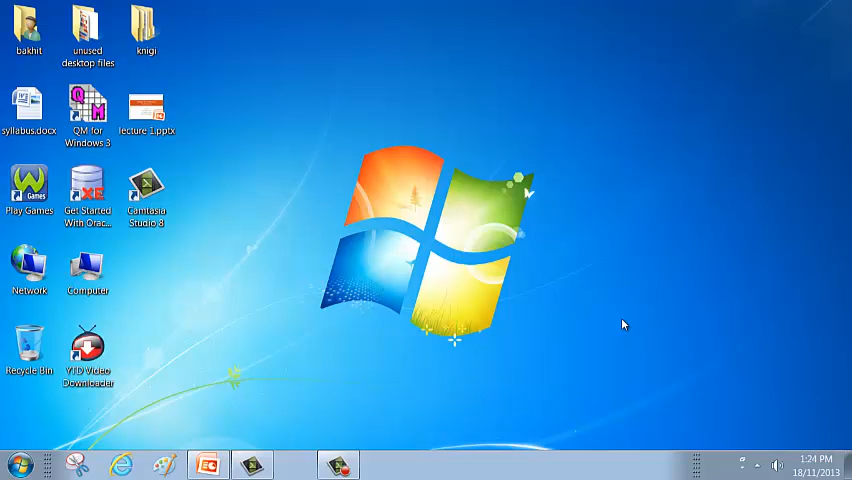 bakhit
unused
desktop files
knigi
syllabus.docx
QM for
Windows 3
lecture 1.pptx
Play Games
Get Started
With Orac...
Camtasia
Studio 8
Network
Computer
Recycle Bin
YTD Video
Downloader
1:24 PM
18/11/2013